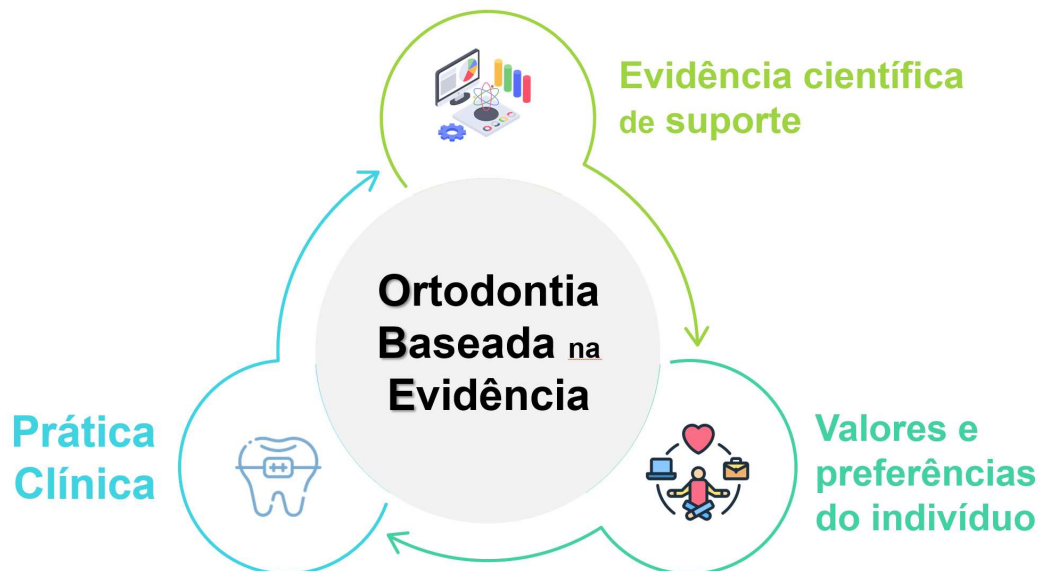 Evidência científica
de suporte
Ortodontia
Baseada na
Evidência
Prática
Clínica
Valores e
preferências
do indivíduo